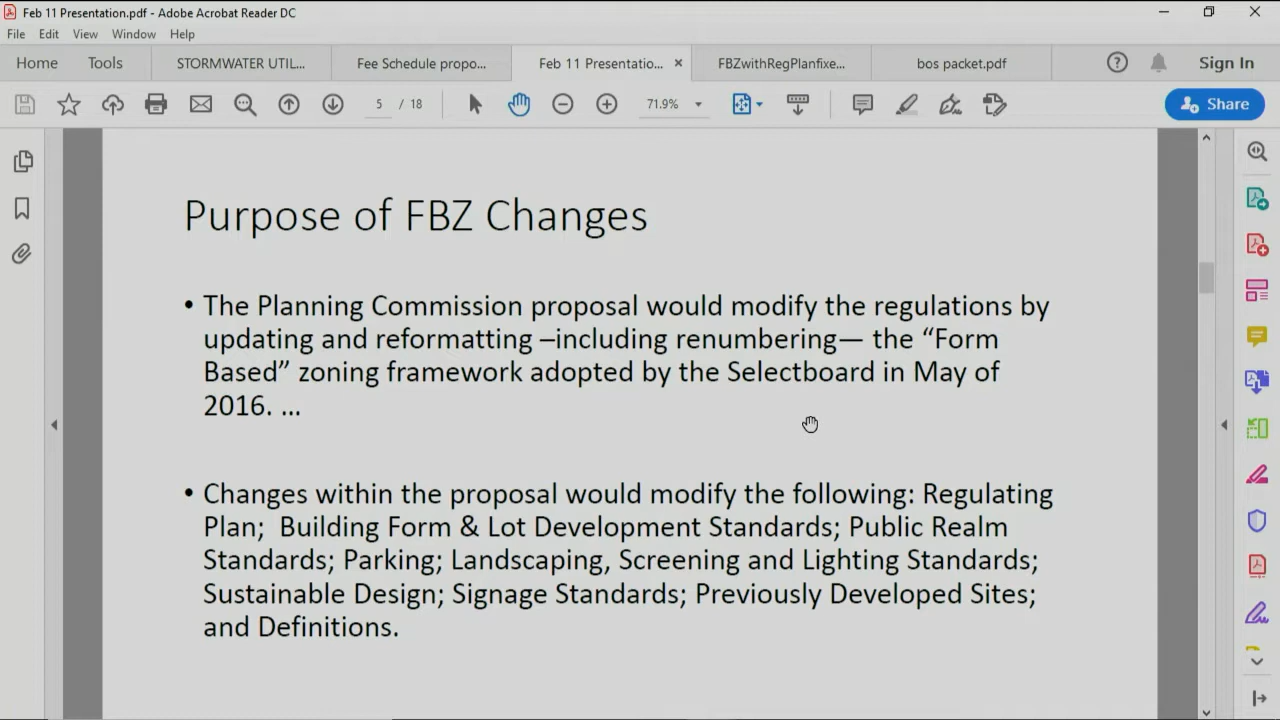 Feb 11 Presentation.pdf - Adobe Acrobat Reader DC
File Edit View Window Help
Home Tools STORMWATER UTIL... Fee Schedule propo... Feb 11 Presentatio... × FBZwithRegPlanfixe... bos packet.pdf Sign In
5 / 18 71.9% Share
Purpose of FBZ Changes
• The Planning Commission proposal would modify the regulations by
updating and reformatting –including renumbering— the “Form
Based” zoning framework adopted by the Selectboard in May of
2016. ...
• Changes within the proposal would modify the following: Regulating
Plan;  Building Form & Lot Development Standards; Public Realm
Standards; Parking; Landscaping, Screening and Lighting Standards;
Sustainable Design; Signage Standards; Previously Developed Sites;
and Definitions.